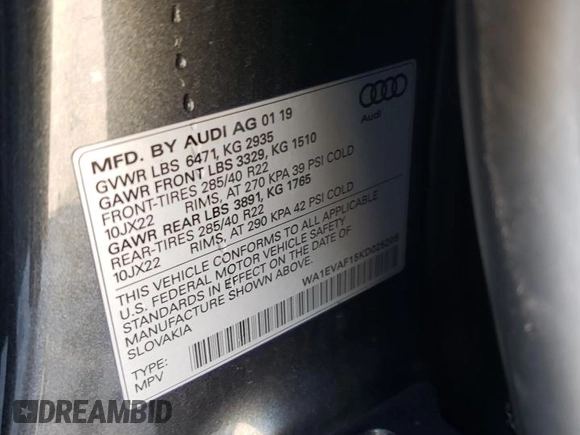 Audi
MFD. BY AUDI AG 01 19
GVWR LBS 6471, KG 2935
GAWR FRONT LBS 3329, KG 1510
FRONT-TIRES 285/40 R22
10JX22 RIMS, AT 270 KPA 39 PSI COLD
GAWR REAR LBS 3891, KG 1765
REAR-TIRES 285/40 R22
10JX22 RIMS, AT 290 KPA 42 PSI COLD
THIS VEHICLE CONFORMS TO ALL APPLICABLE
U.S. FEDERAL MOTOR VEHICLE SAFETY
STANDARDS IN EFFECT ON THE DATE OF
MANUFACTURE SHOWN ABOVE.
SLOVAKIA
TYPE:
MPV
DREAMBID